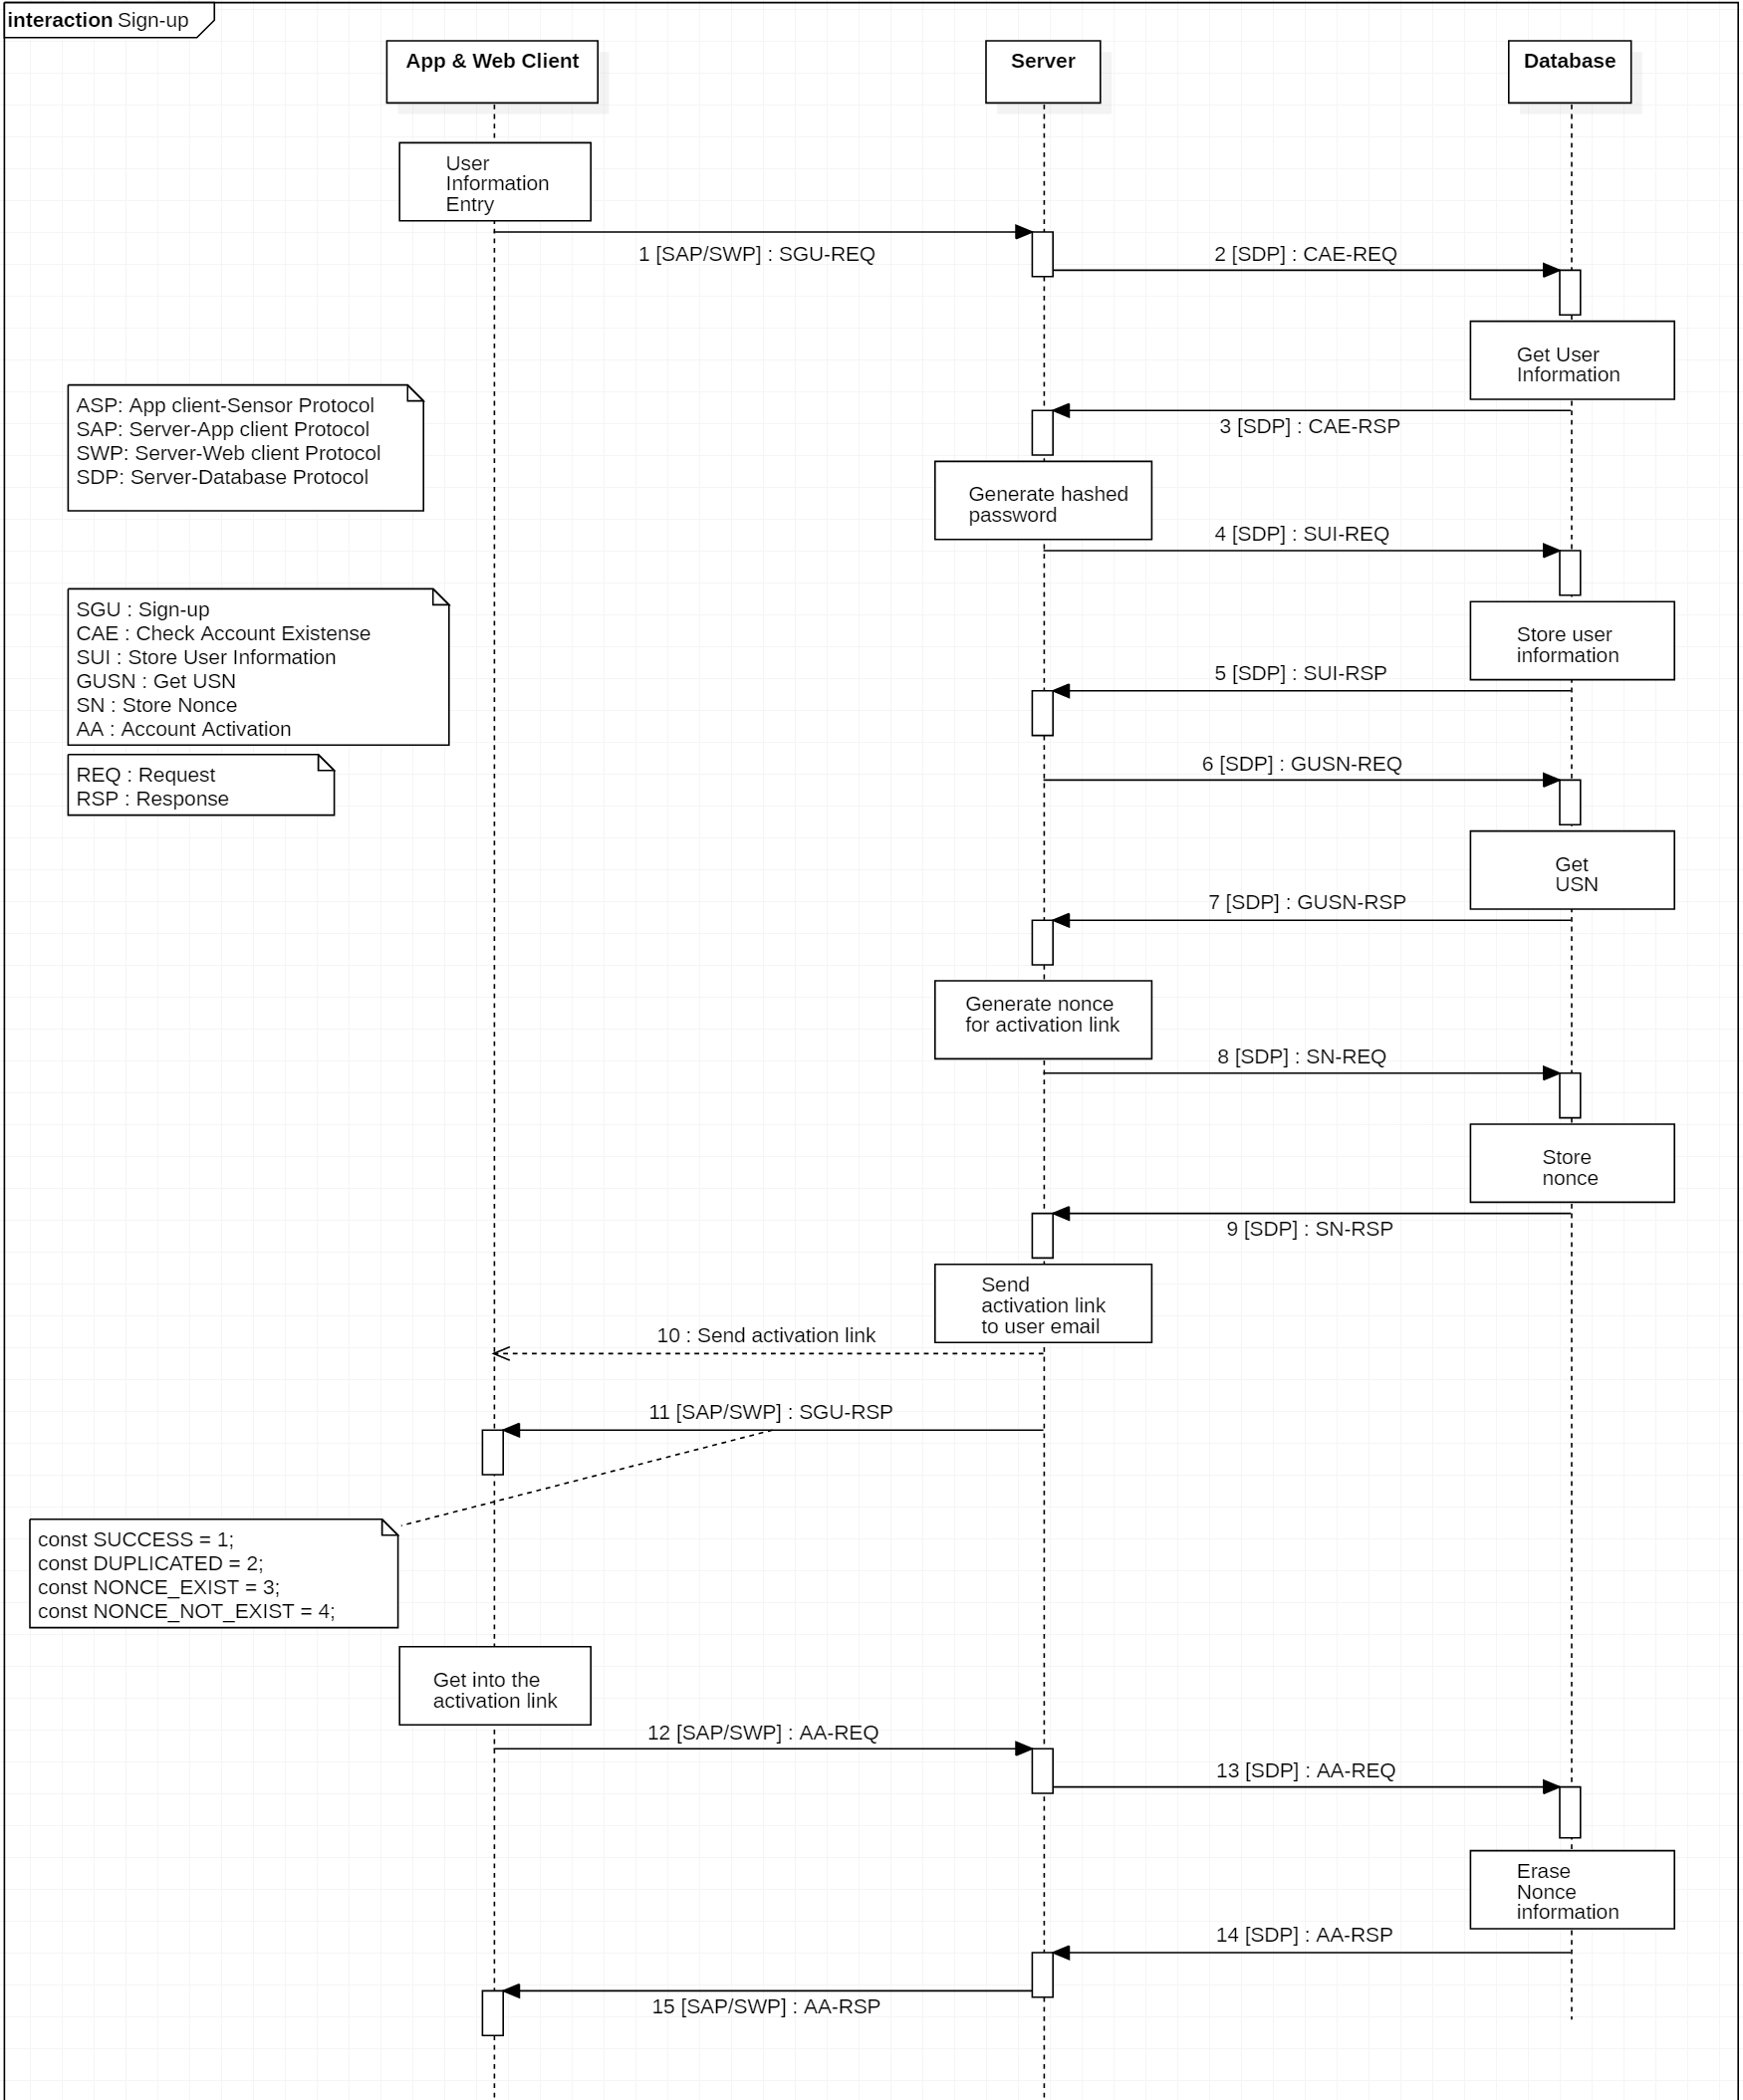 interaction Sign-up
App & Web Client
Server
Database
User
Information
Entry
1 [SAP/SWP] : SGU-REQ
2 [SDP] : CAE-REQ
Get User
Information
3 [SDP] : CAE-RSP
ASP: App client-Sensor Protocol
SAP: Server-App client Protocol
SWP: Server-Web client Protocol
SDP: Server-Database Protocol
Generate hashed
password
4 [SDP] : SUI-REQ
SGU : Sign-up
CAE : Check Account Existense
SUI : Store User Information
GUSN : Get USN
SN : Store Nonce
AA : Account Activation
Store user
information
5 [SDP] : SUI-RSP
REQ : Request
RSP : Response
6 [SDP] : GUSN-REQ
Get
USN
7 [SDP] : GUSN-RSP
Generate nonce
for activation link
8 [SDP] : SN-REQ
Store
nonce
9 [SDP] : SN-RSP
Send
activation link
to user email
10 : Send activation link
11 [SAP/SWP] : SGU-RSP
const SUCCESS = 1;
const DUPLICATED = 2;
const NONCE_EXIST = 3;
const NONCE_NOT_EXIST = 4;
Get into the
activation link
12 [SAP/SWP] : AA-REQ
13 [SDP] : AA-REQ
Erase
Nonce
information
14 [SDP] : AA-RSP
15 [SAP/SWP] : AA-RSP